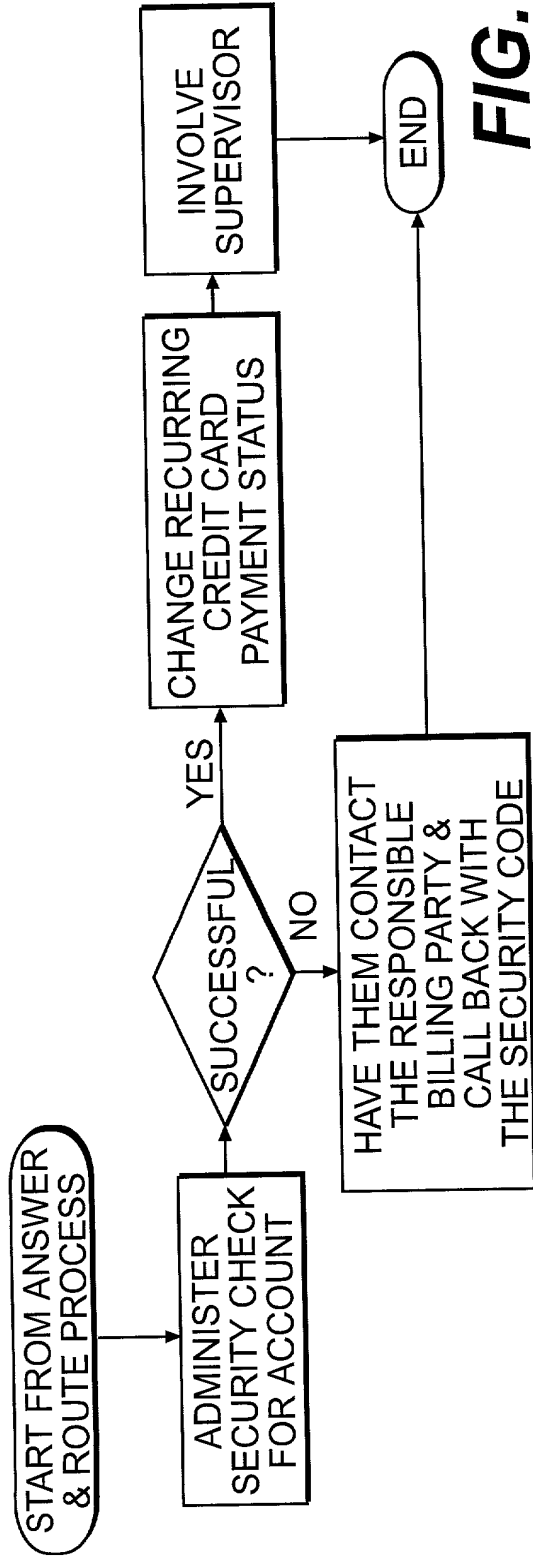 START FROM ANSWER
& ROUTE PROCESS
ADMINISTER
SECURITY CHECK
FOR ACCOUNT
SUCCESSFUL
?
YES
NO
CHANGE RECURRING
CREDIT CARD
PAYMENT STATUS
INVOLVE
SUPERVISOR
HAVE THEM CONTACT
THE RESPONSIBLE
BILLING PARTY &
CALL BACK WITH
THE SECURITY CODE
END
FIG.